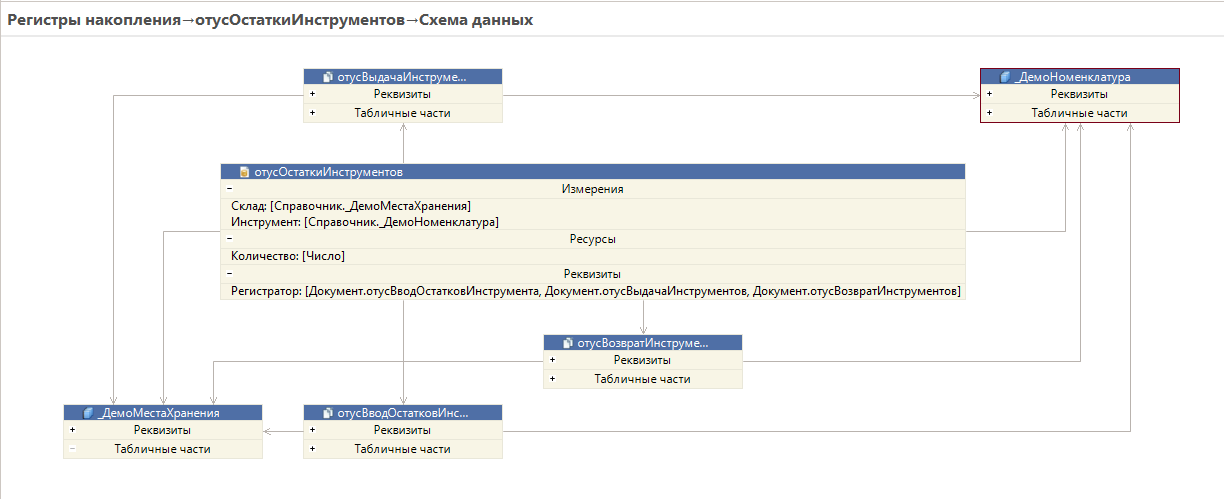 Регистры накопления→отусОстаткиИнструментов→Схема данных
отусВыдачаИнструме...
+ Реквизиты
+ Табличные части
_ДемоНоменклатура
+ Реквизиты
+ Табличные части
отусОстаткиИнструментов
− Измерения
Склад: [Справочник._ДемоМестаХранения]
Инструмент: [Справочник._ДемоНоменклатура]
− Ресурсы
Количество: [Число]
− Реквизиты
Регистратор: [Документ.отусВводОстатковИнструмента, Документ.отусВыдачаИнструментов, Документ.отусВозвратИнструментов]
отусВозвратИнструме...
+ Реквизиты
+ Табличные части
_ДемоМестаХранения
+ Реквизиты
− Табличные части
отусВводОстатковИнс...
+ Реквизиты
+ Табличные части